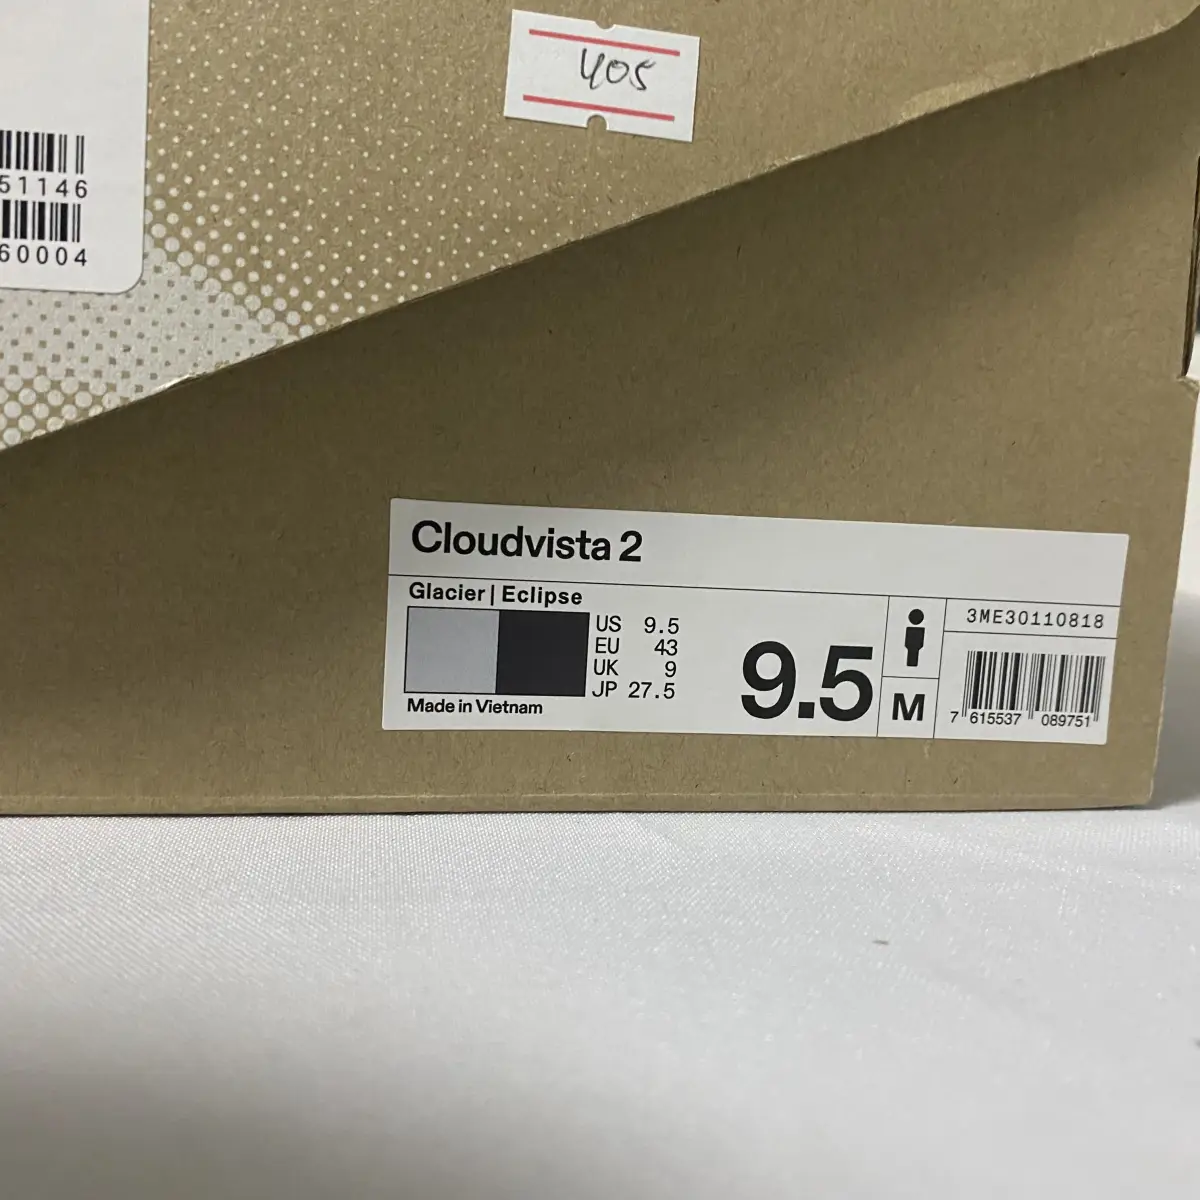 405
51146
60004
Cloudvista 2
Glacier | Eclipse
US 9.5
EU 43
UK 9
JP 27.5
Made in Vietnam
9.5
M
3ME30110818
7 615537 089751